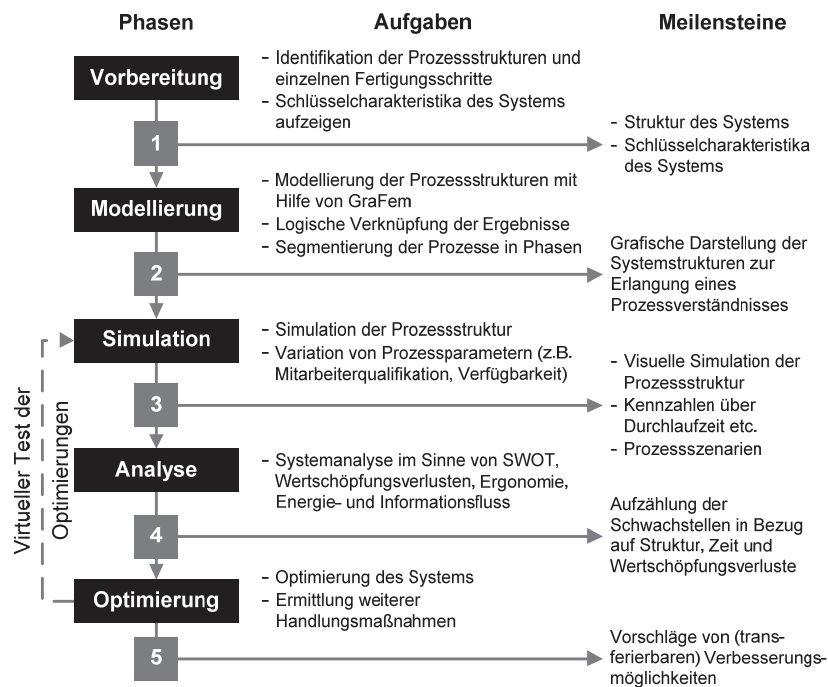 Phasen
Aufgaben
Meilensteine
Vorbereitung
- Identifikation der Prozessstrukturen und
einzelnen Fertigungsschritte
- Schlüsselcharakteristika des Systems
aufzeigen
1
- Struktur des Systems
- Schlüsselcharakteristika
des Systems
Modellierung
- Modellierung der Prozessstrukturen mit
Hilfe von GraFem
- Logische Verknüpfung der Ergebnisse
- Segmentierung der Prozesse in Phasen
2
Grafische Darstellung der
Systemstrukturen zur
Erlangung eines
Prozessverständnisses
Simulation
- Simulation der Prozessstruktur
- Variation von Prozessparametern (z.B.
Mitarbeiterqualifikation, Verfügbarkeit)
3
- Visuelle Simulation der
Prozessstruktur
- Kennzahlen über
Durchlaufzeit etc.
- Prozessszenarien
Analyse
- Systemanalyse im Sinne von SWOT,
Wertschöpfungsverlusten, Ergonomie,
Energie- und Informationsfluss
4
Aufzählung der
Schwachstellen in Bezug
auf Struktur, Zeit und
Wertschöpfungsverluste
Optimierung
- Optimierung des Systems
- Ermittlung weiterer
Handlungsmaßnahmen
5
Vorschläge von (trans-
ferierbaren) Verbesserungs-
möglichkeiten
Virtueller Test der
Optimierungen